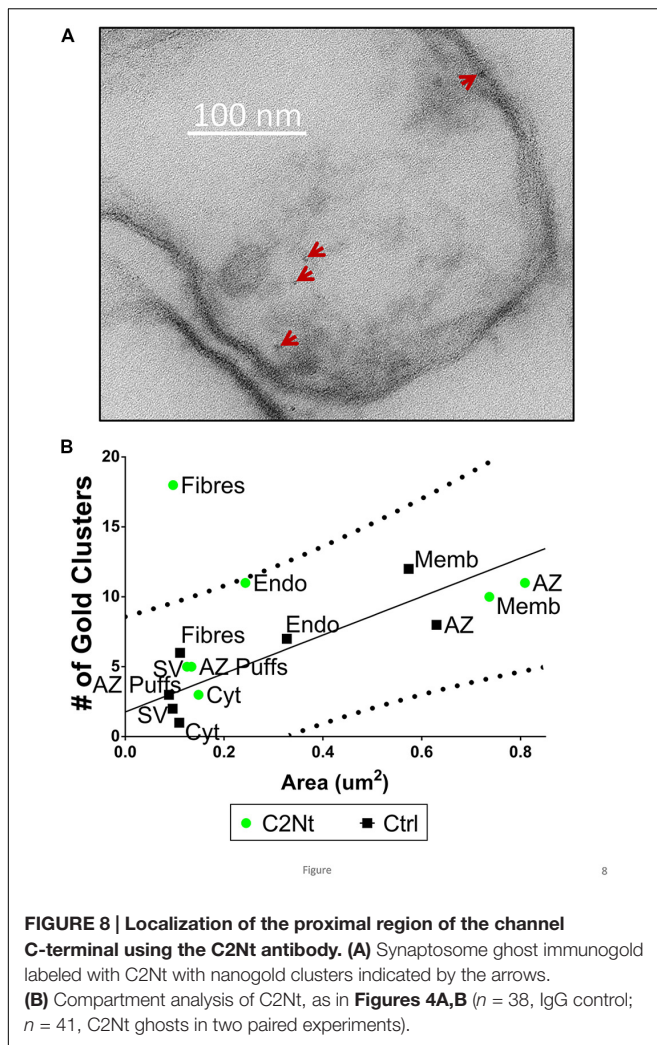 A
100 nm
B
# of Gold Clusters
20
15
10
5
0
Fibres
Endo
Memb
AZ
Memb
AZ
Endo
Fibres
SV
AZ Puffs
AZ Puffs
Cyt
SV
Cyt
0.0 0.2 0.4 0.6 0.8
Area (um²)
C2Nt Ctrl
Figure 8
FIGURE 8 | Localization of the proximal region of the channel
C-terminal using the C2Nt antibody. (A) Synaptosome ghost immunogold
labeled with C2Nt with nanogold clusters indicated by the arrows.
(B) Compartment analysis of C2Nt, as in Figures 4A,B (n = 38, IgG control;
n = 41, C2Nt ghosts in two paired experiments).